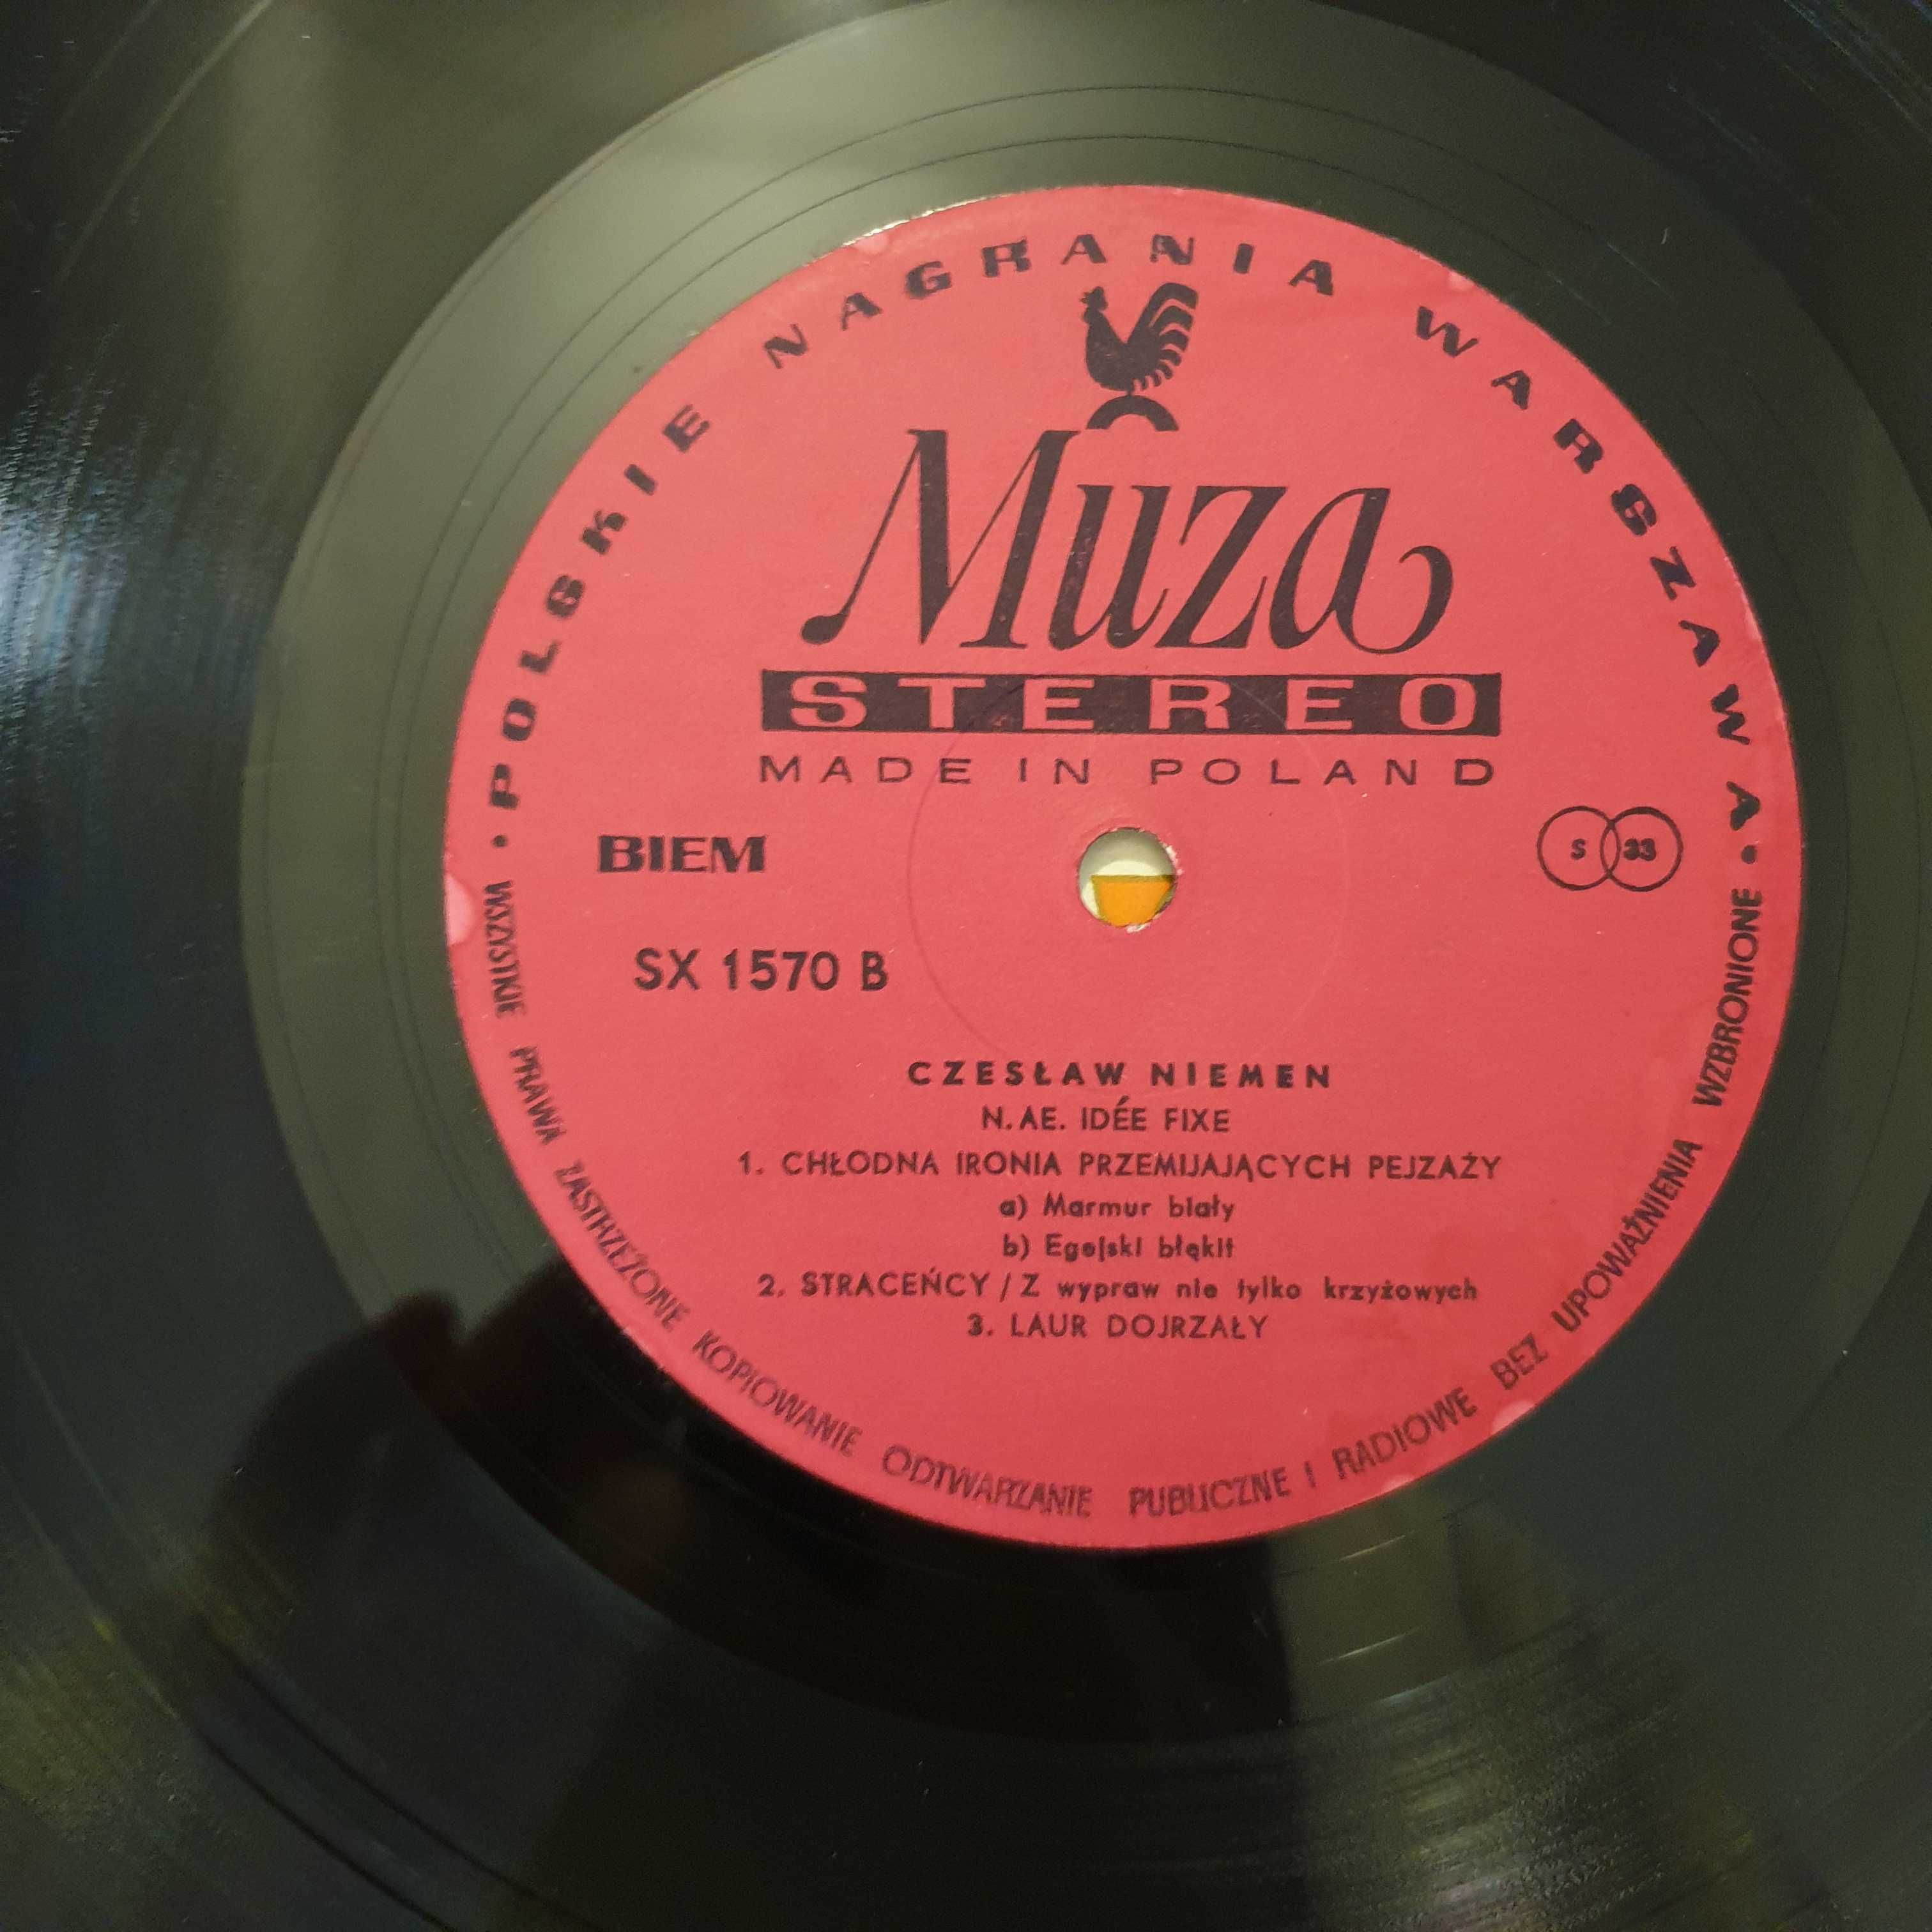 • POLSKIE NAGRANIA WARSZAWA •
Muza
STEREO
MADE IN POLAND
BIEM
S 33
SX 1570 B
CZESŁAW NIEMEN
N. AE. IDÉE FIXE
1. CHŁODNA IRONIA PRZEMIJAJĄCYCH PEJZAŻY
a) Marmur biały
b) Egejski błękit
2. STRACEŃCY / Z wypraw nie tylko krzyżowych
3. LAUR DOJRZAŁY
WSZYSTKIE PRAWA ZASTRZEŻONE KOPIOWANIE ODTWARZANIE PUBLICZNE I RADIOWE BEZ UPOWAŻNIENIA WZBRONIONE